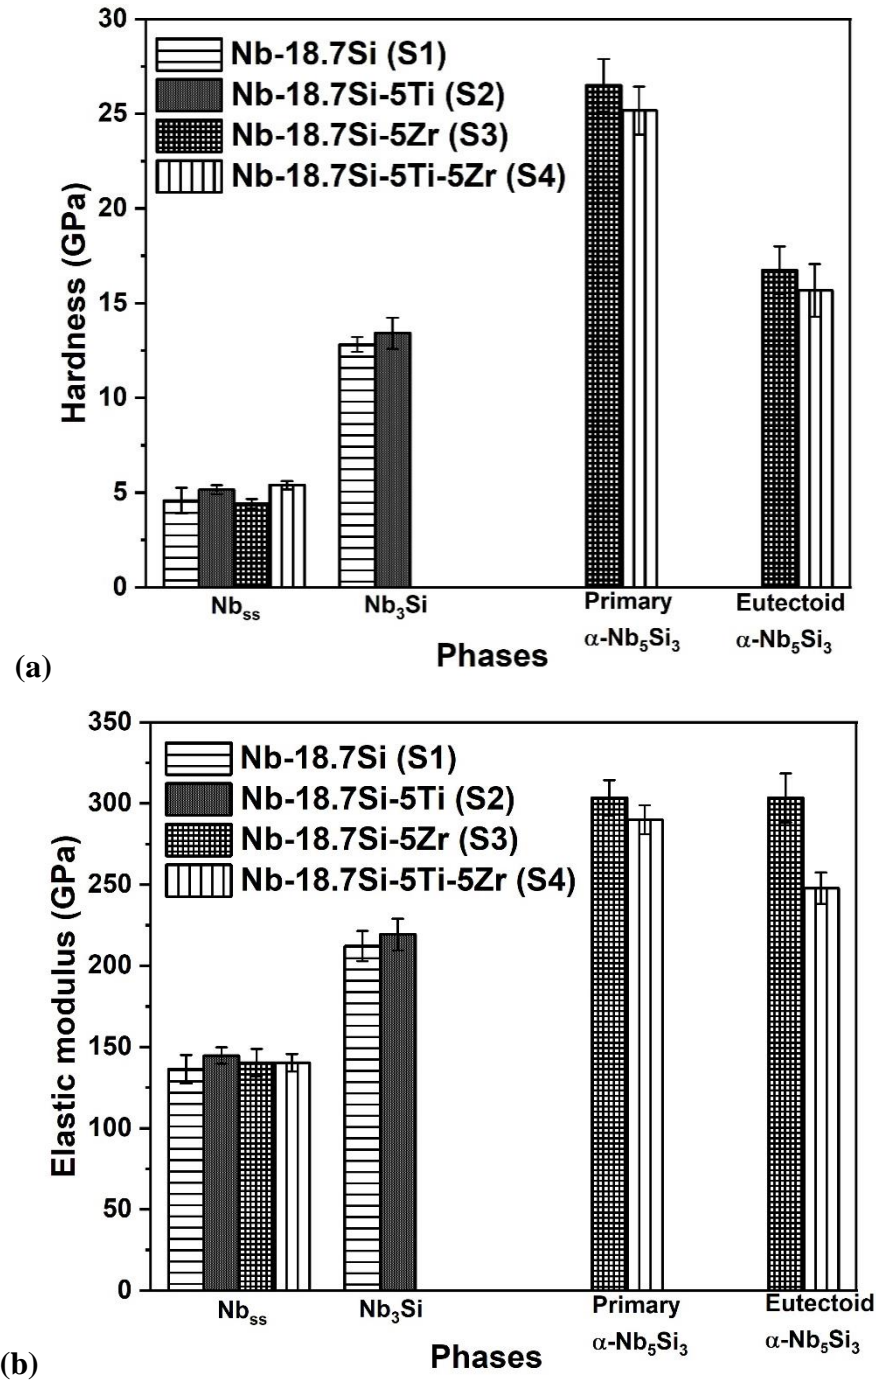 30
25
20
15
10
5
0
Hardness (GPa)
Nb-18.7Si (S1)
Nb-18.7Si-5Ti (S2)
Nb-18.7Si-5Zr (S3)
Nb-18.7Si-5Ti-5Zr (S4)
Nbss
Nb3Si
Primary
α-Nb5Si3
Eutectoid
α-Nb5Si3
Phases
(a)
350
300
250
200
150
100
50
0
Elastic modulus (GPa)
Nb-18.7Si (S1)
Nb-18.7Si-5Ti (S2)
Nb-18.7Si-5Zr (S3)
Nb-18.7Si-5Ti-5Zr (S4)
Nbss
Nb3Si
Primary
α-Nb5Si3
Eutectoid
α-Nb5Si3
Phases
(b)